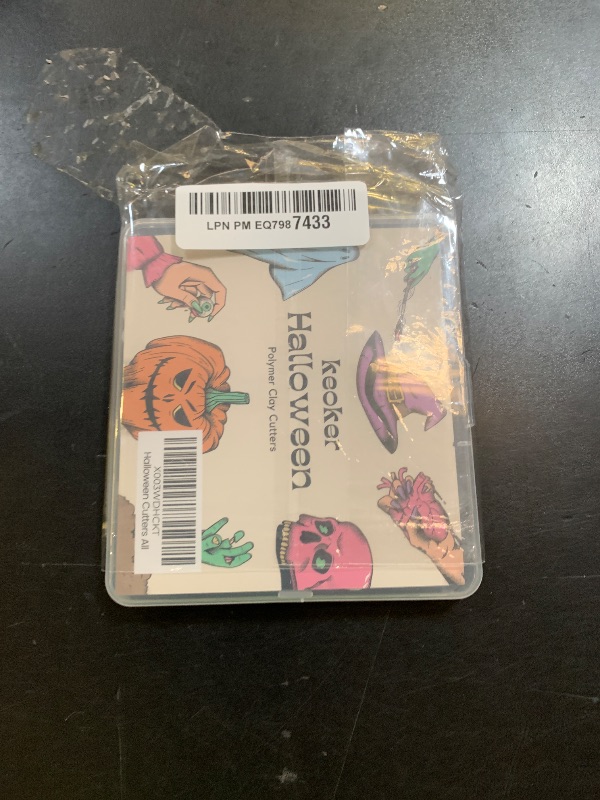 LPN PM EQ7987433
keoker
Halloween
Polymer Clay Cutters
X003WDHCKT
Halloween Cutters All